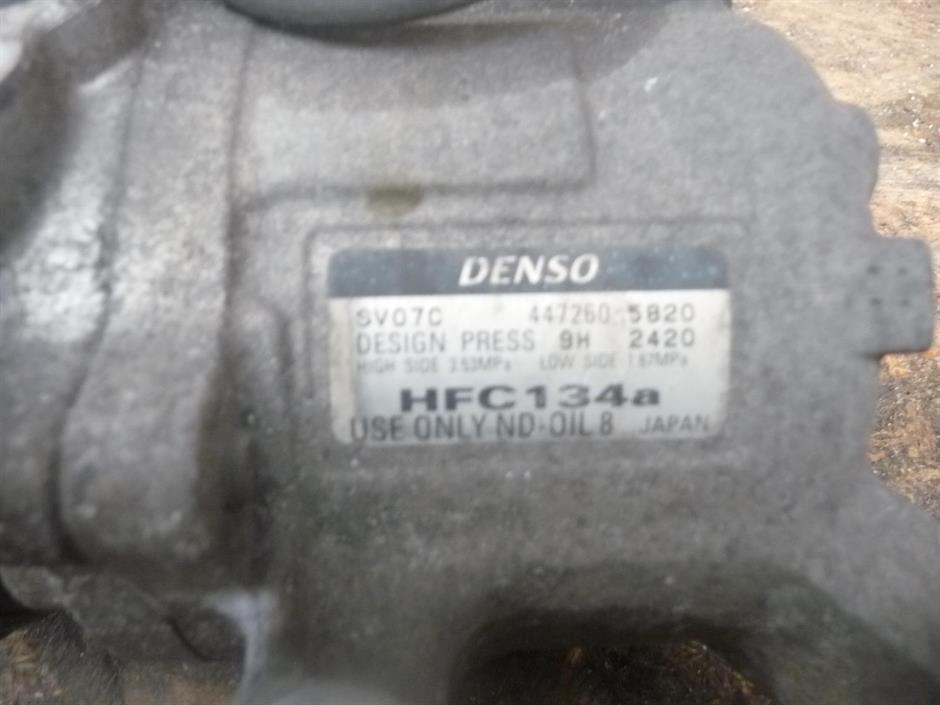 DENSO
SV07C 447260-5820
DESIGN PRESS 9H 2420
HIGH SIDE 3.53MPa LOW SIDE 1.67MPa
HFC134a
USE ONLY ND-OIL 8 JAPAN